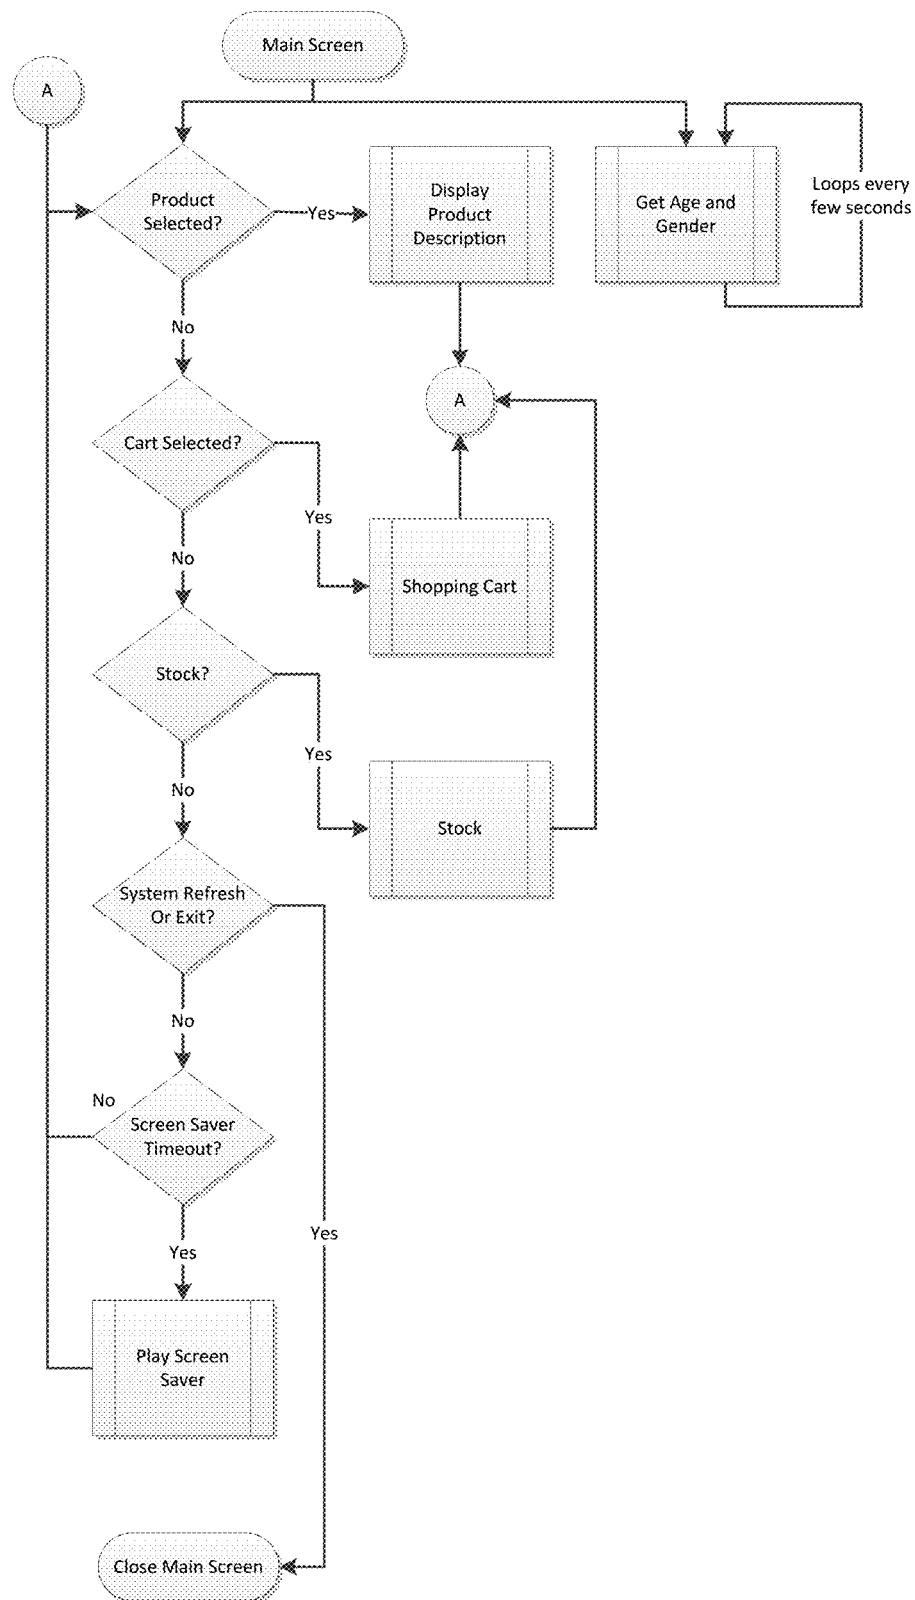 Main Screen
A
Product
Selected?
Yes
Display
Product
Description
Get Age and
Gender
Loops every
few seconds
No
A
Cart Selected?
Yes
Shopping Cart
No
Stock?
Yes
Stock
No
System Refresh
Or Exit?
No
No
Screen Saver
Timeout?
Yes
Yes
Play Screen
Saver
Close Main Screen